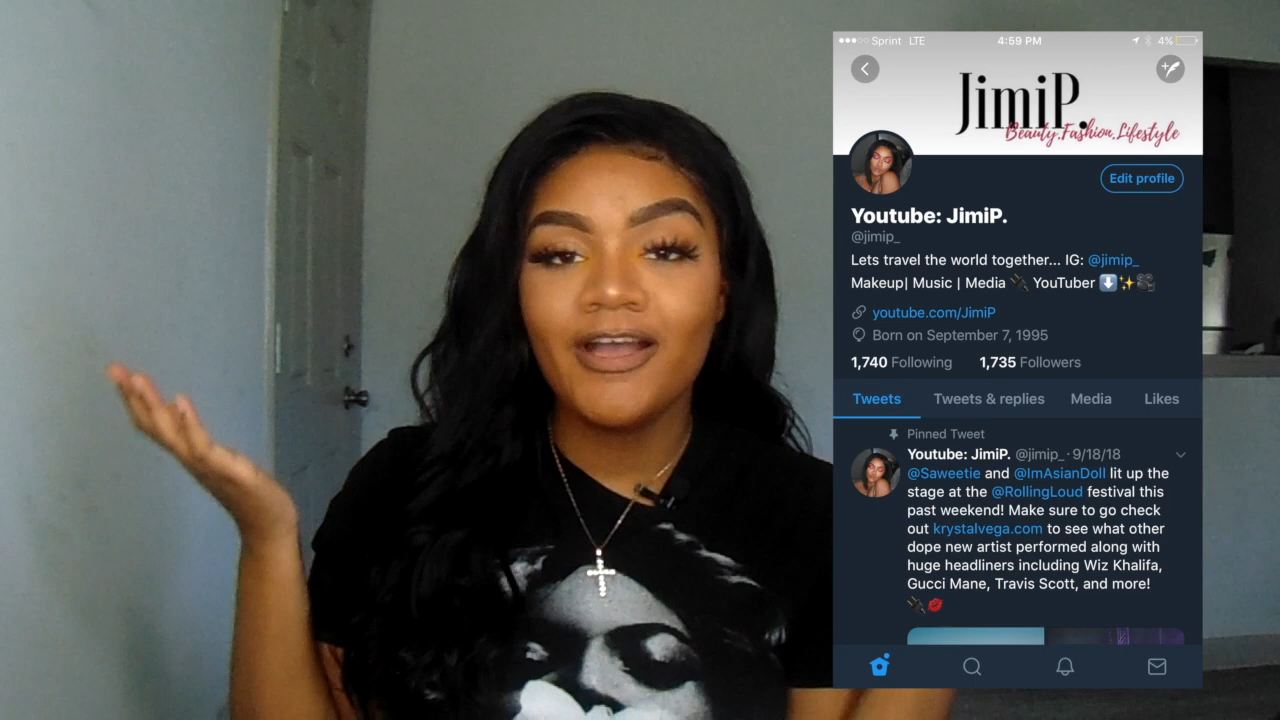 Sprint LTE 4:59 PM 4%
JimiP.
Beauty.Fashion.Lifestyle
Edit profile
Youtube: JimiP.
@jimip_
Lets travel the world together... IG: @jimip_
Makeup| Music | Media 🔌 YouTuber ⬇️✨🎥
youtube.com/JimiP
Born on September 7, 1995
1,740 Following 1,735 Followers
Tweets Tweets & replies Media Likes
Pinned Tweet
Youtube: JimiP. @jimip_ · 9/18/18
@Saweetie and @ImAsianDoll lit up the
stage at the @RollingLoud festival this
past weekend! Make sure to go check
out krystalvega.com to see what other
dope new artist performed along with
huge headliners including Wiz Khalifa,
Gucci Mane, Travis Scott, and more!
🔌💋